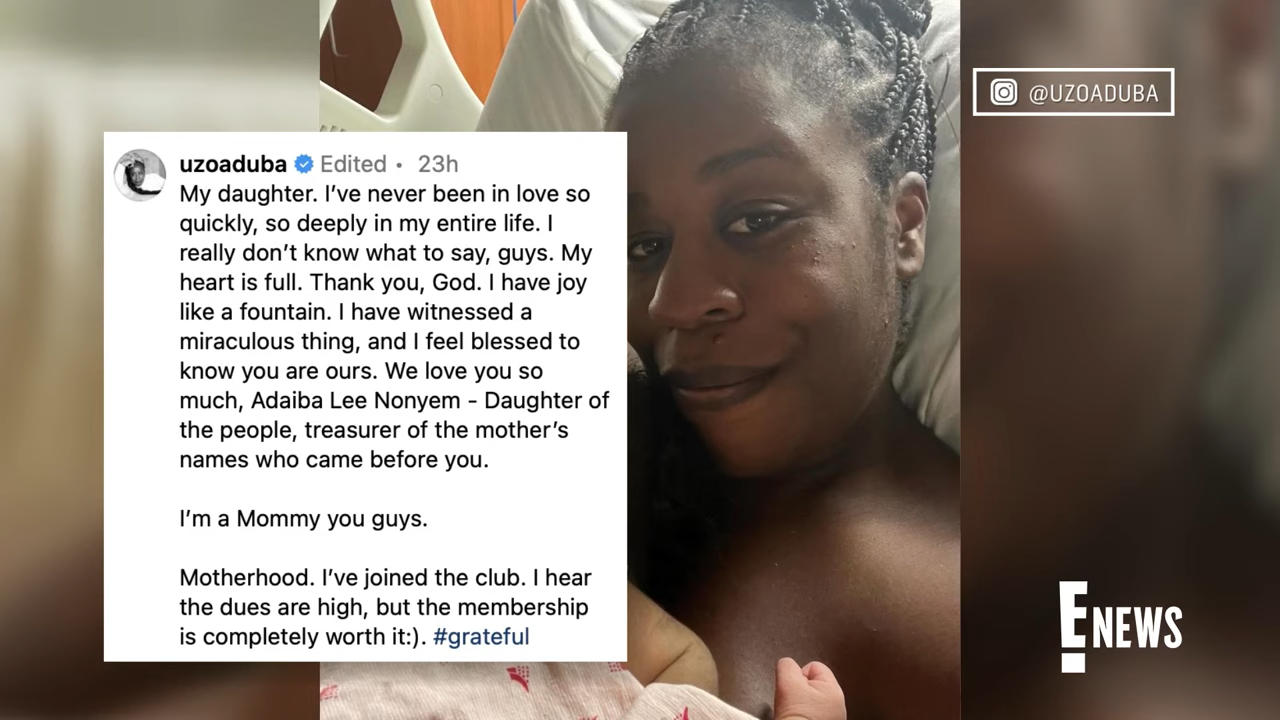 @UZOADUBA
uzoaduba Edited • 23h
My daughter. I’ve never been in love so
quickly, so deeply in my entire life. I
really don’t know what to say, guys. My
heart is full. Thank you, God. I have joy
like a fountain. I have witnessed a
miraculous thing, and I feel blessed to
know you are ours. We love you so
much, Adaiba Lee Nonyem - Daughter of
the people, treasurer of the mother’s
names who came before you.
I’m a Mommy you guys.
Motherhood. I’ve joined the club. I hear
the dues are high, but the membership
is completely worth it:). #grateful
E! NEWS